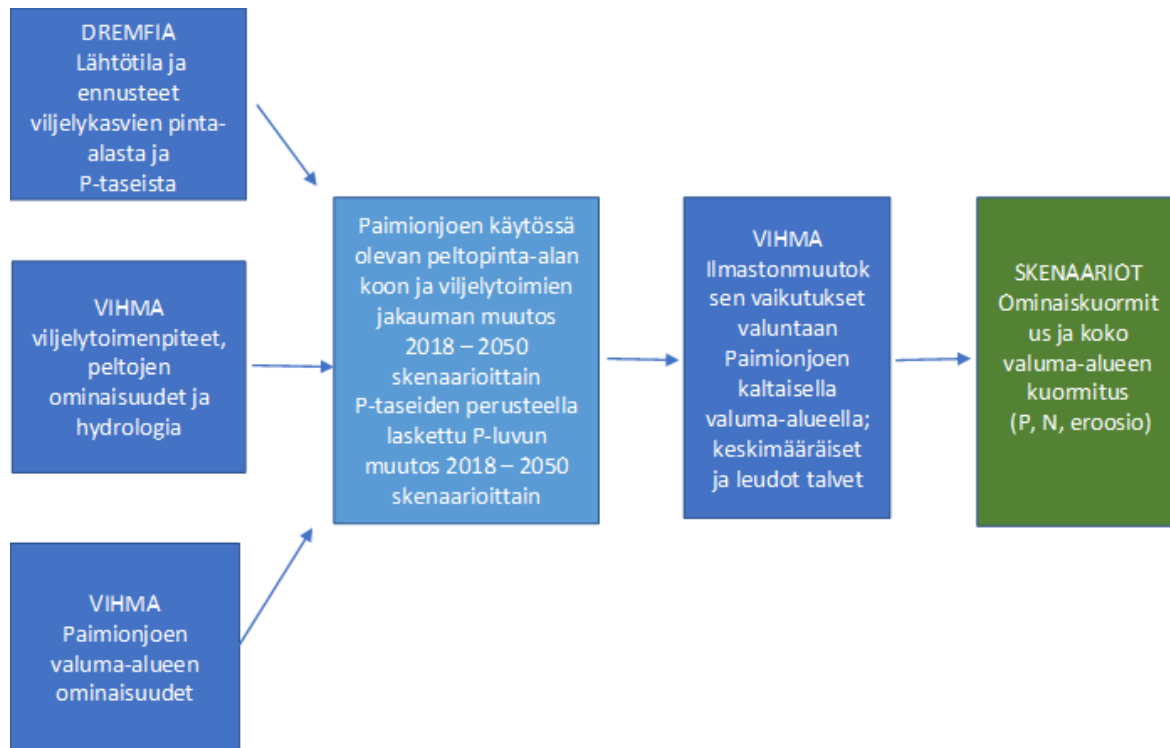 DREMFIA
Lähtötila ja
ennusteet
viljelykasvien pinta-
alasta ja
P-taseista
VIHMA
viljelytoimenpiteet,
peltojen
ominaisuudet ja
hydrologia
VIHMA
Paimionjoen
valuma-alueen
ominaisuudet
Paimionjoen käytössä
olevan peltopinta-alan
koon ja viljelytoimien
jakauman muutos
2018 – 2050
skenaarioittain
P-taseiden perusteella
laskettu P-luvun
muutos 2018 – 2050
skenaarioittain
VIHMA
Ilmastonmuutok
sen vaikutukset
valuntaan
Paimionjoen
kaltaisella
valuma-alueella;
keskimääräiset
ja leudot talvet
SKENAARIOT
Ominaiskuormit
us ja koko
valuma-alueen
kuormitus
(P, N, eroosio)